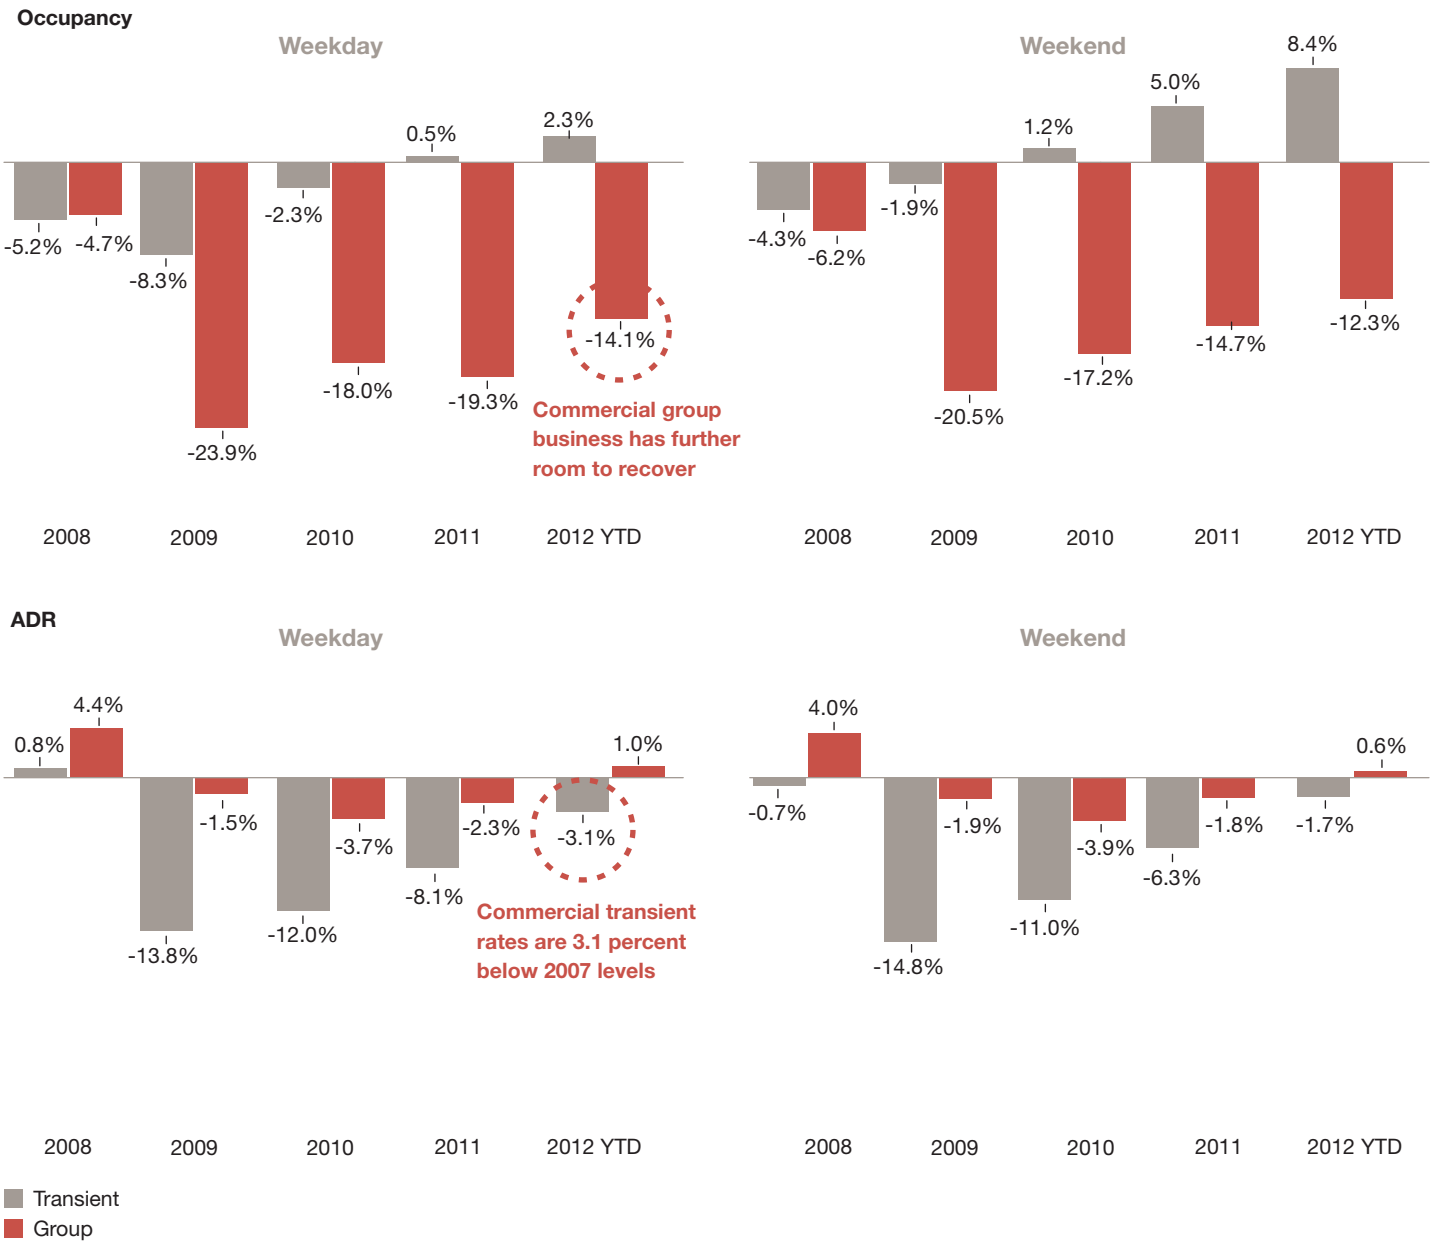 Occupancy
Weekday
Weekend
8.4%
5.0%
2.3%
1.2%
0.5%
-5.2%
-4.7%
-8.3%
-23.9%
-2.3%
-18.0%
-19.3%
-14.1%
-4.3%
-6.2%
-1.9%
-20.5%
-17.2%
-14.7%
-12.3%
Commercial group
business has further
room to recover
2008 2009 2010 2011 2012 YTD
2008 2009 2010 2011 2012 YTD
ADR
Weekday
Weekend
0.8%
4.4%
-13.8%
-1.5%
-12.0%
-3.7%
-8.1%
-2.3%
-3.1%
1.0%
Commercial transient
rates are 3.1 percent
below 2007 levels
-0.7%
4.0%
-14.8%
-1.9%
-11.0%
-3.9%
-6.3%
-1.8%
-1.7%
0.6%
2008 2009 2010 2011 2012 YTD
2008 2009 2010 2011 2012 YTD
Transient
Group